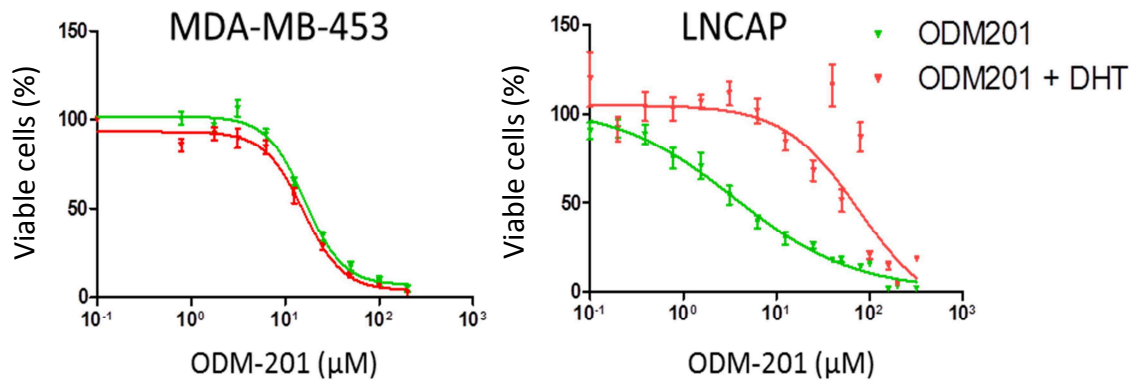 MDA-MB-453
150
100
50
0
10-1
100
101
102
103
Viable cells (%)
ODM-201 (µM)
LNCAP
ODM201
ODM201 + DHT
150
100
50
0
10-1
100
101
102
103
Viable cells (%)
ODM-201 (µM)